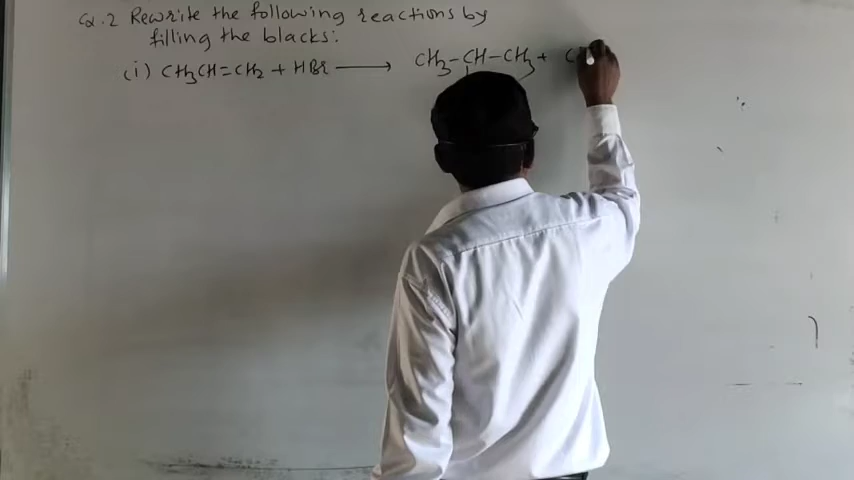 Q.2 Rewrite the following reactions by
filling the blacks:
(i) CH3CH=CH2 + HBr ⟶ CH3-CH-CH3 + C